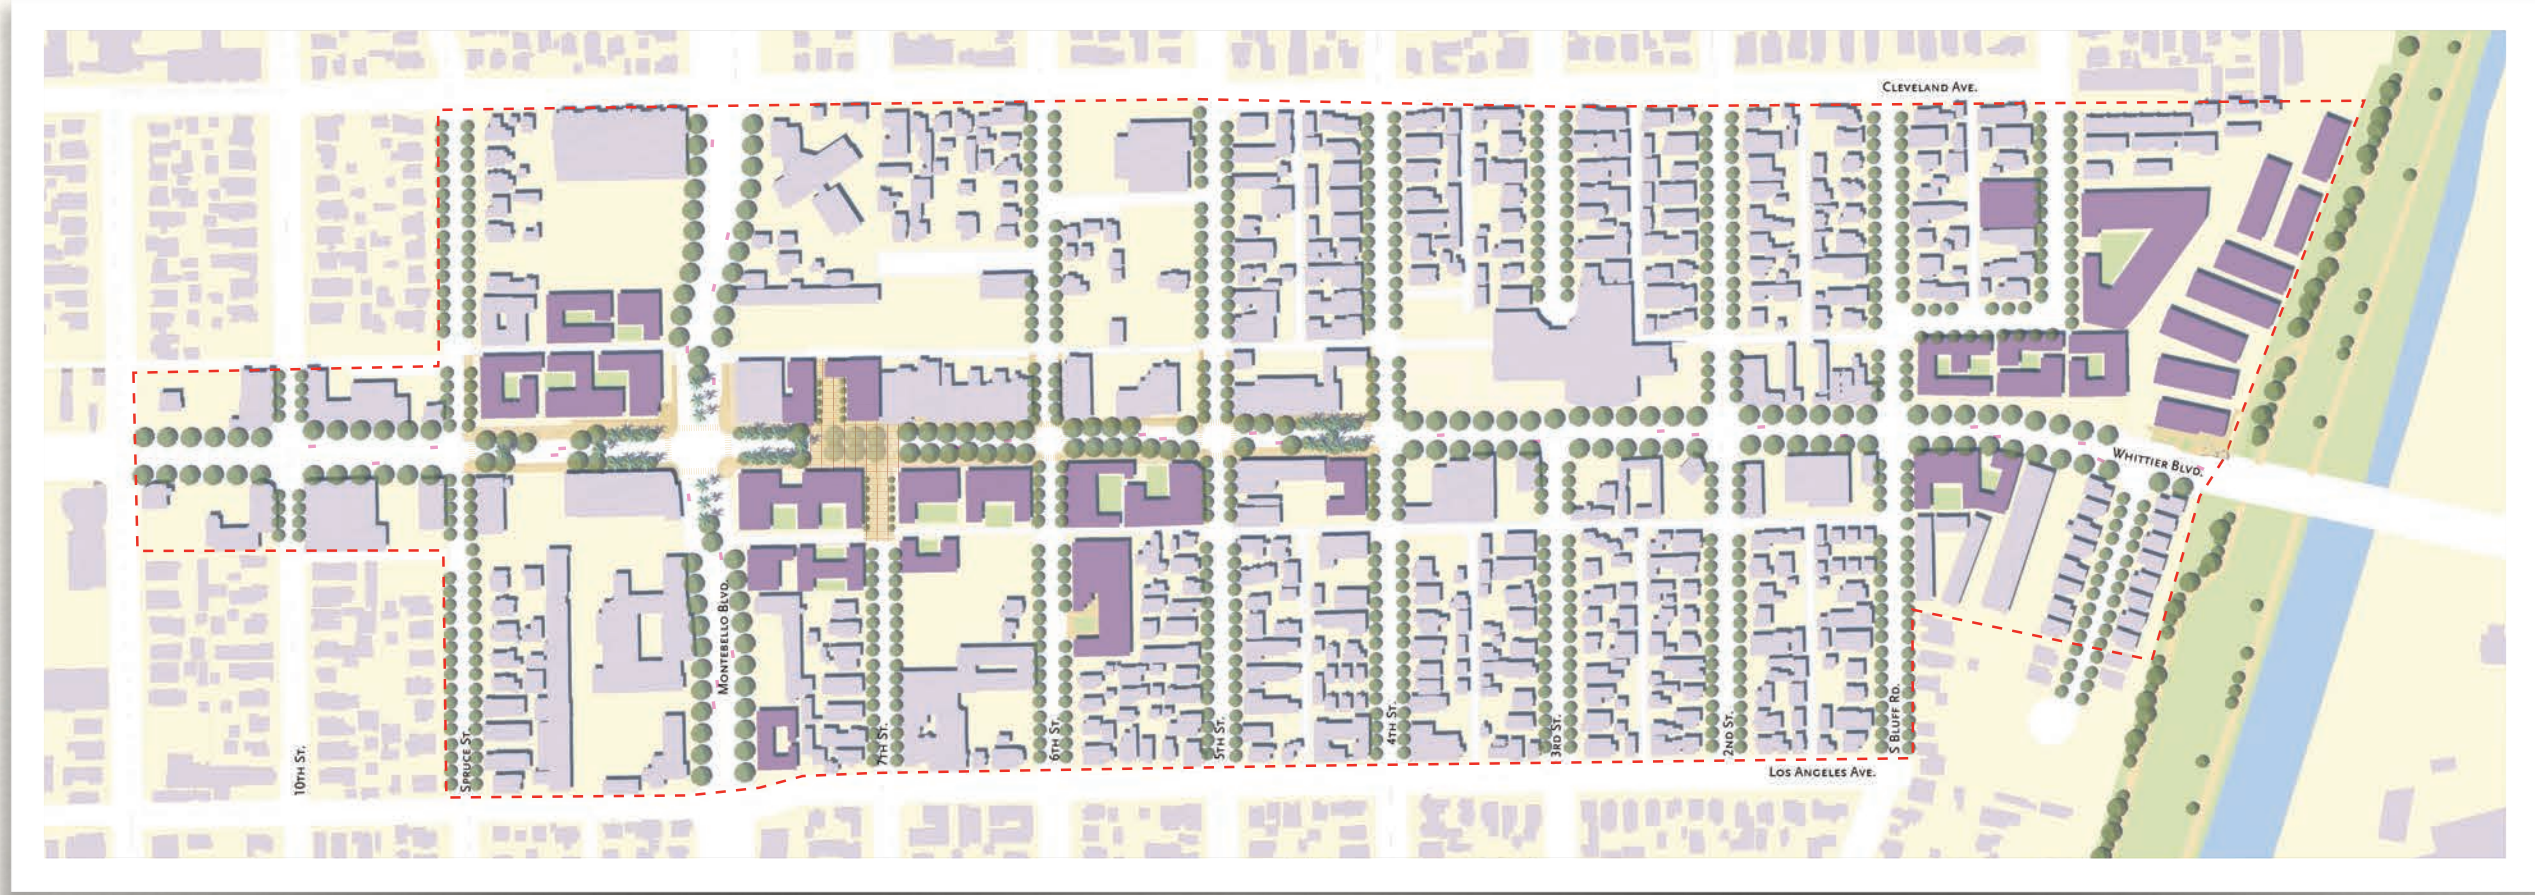 CLEVELAND AVE.
WHITTIER BLVD.
MONTEBELLO BLVD.
10TH ST.
SPRUCE ST.
7TH ST.
6TH ST.
5TH ST.
4TH ST.
3RD ST.
2ND ST.
S BLUFF RD.
LOS ANGELES AVE.